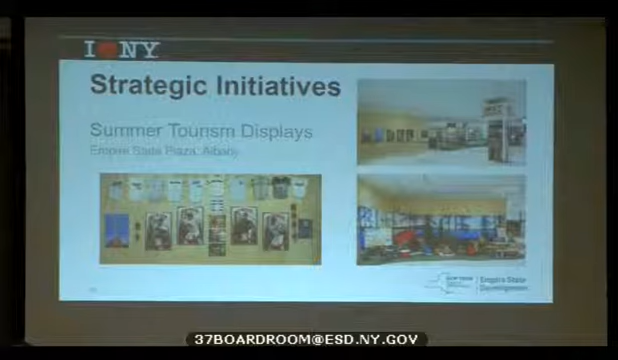 I ♥ NY
Strategic Initiatives
Summer Tourism Displays
Empire State Plaza, Albany
Empire State
Development
37BOARDROOM@ESD.NY.GOV